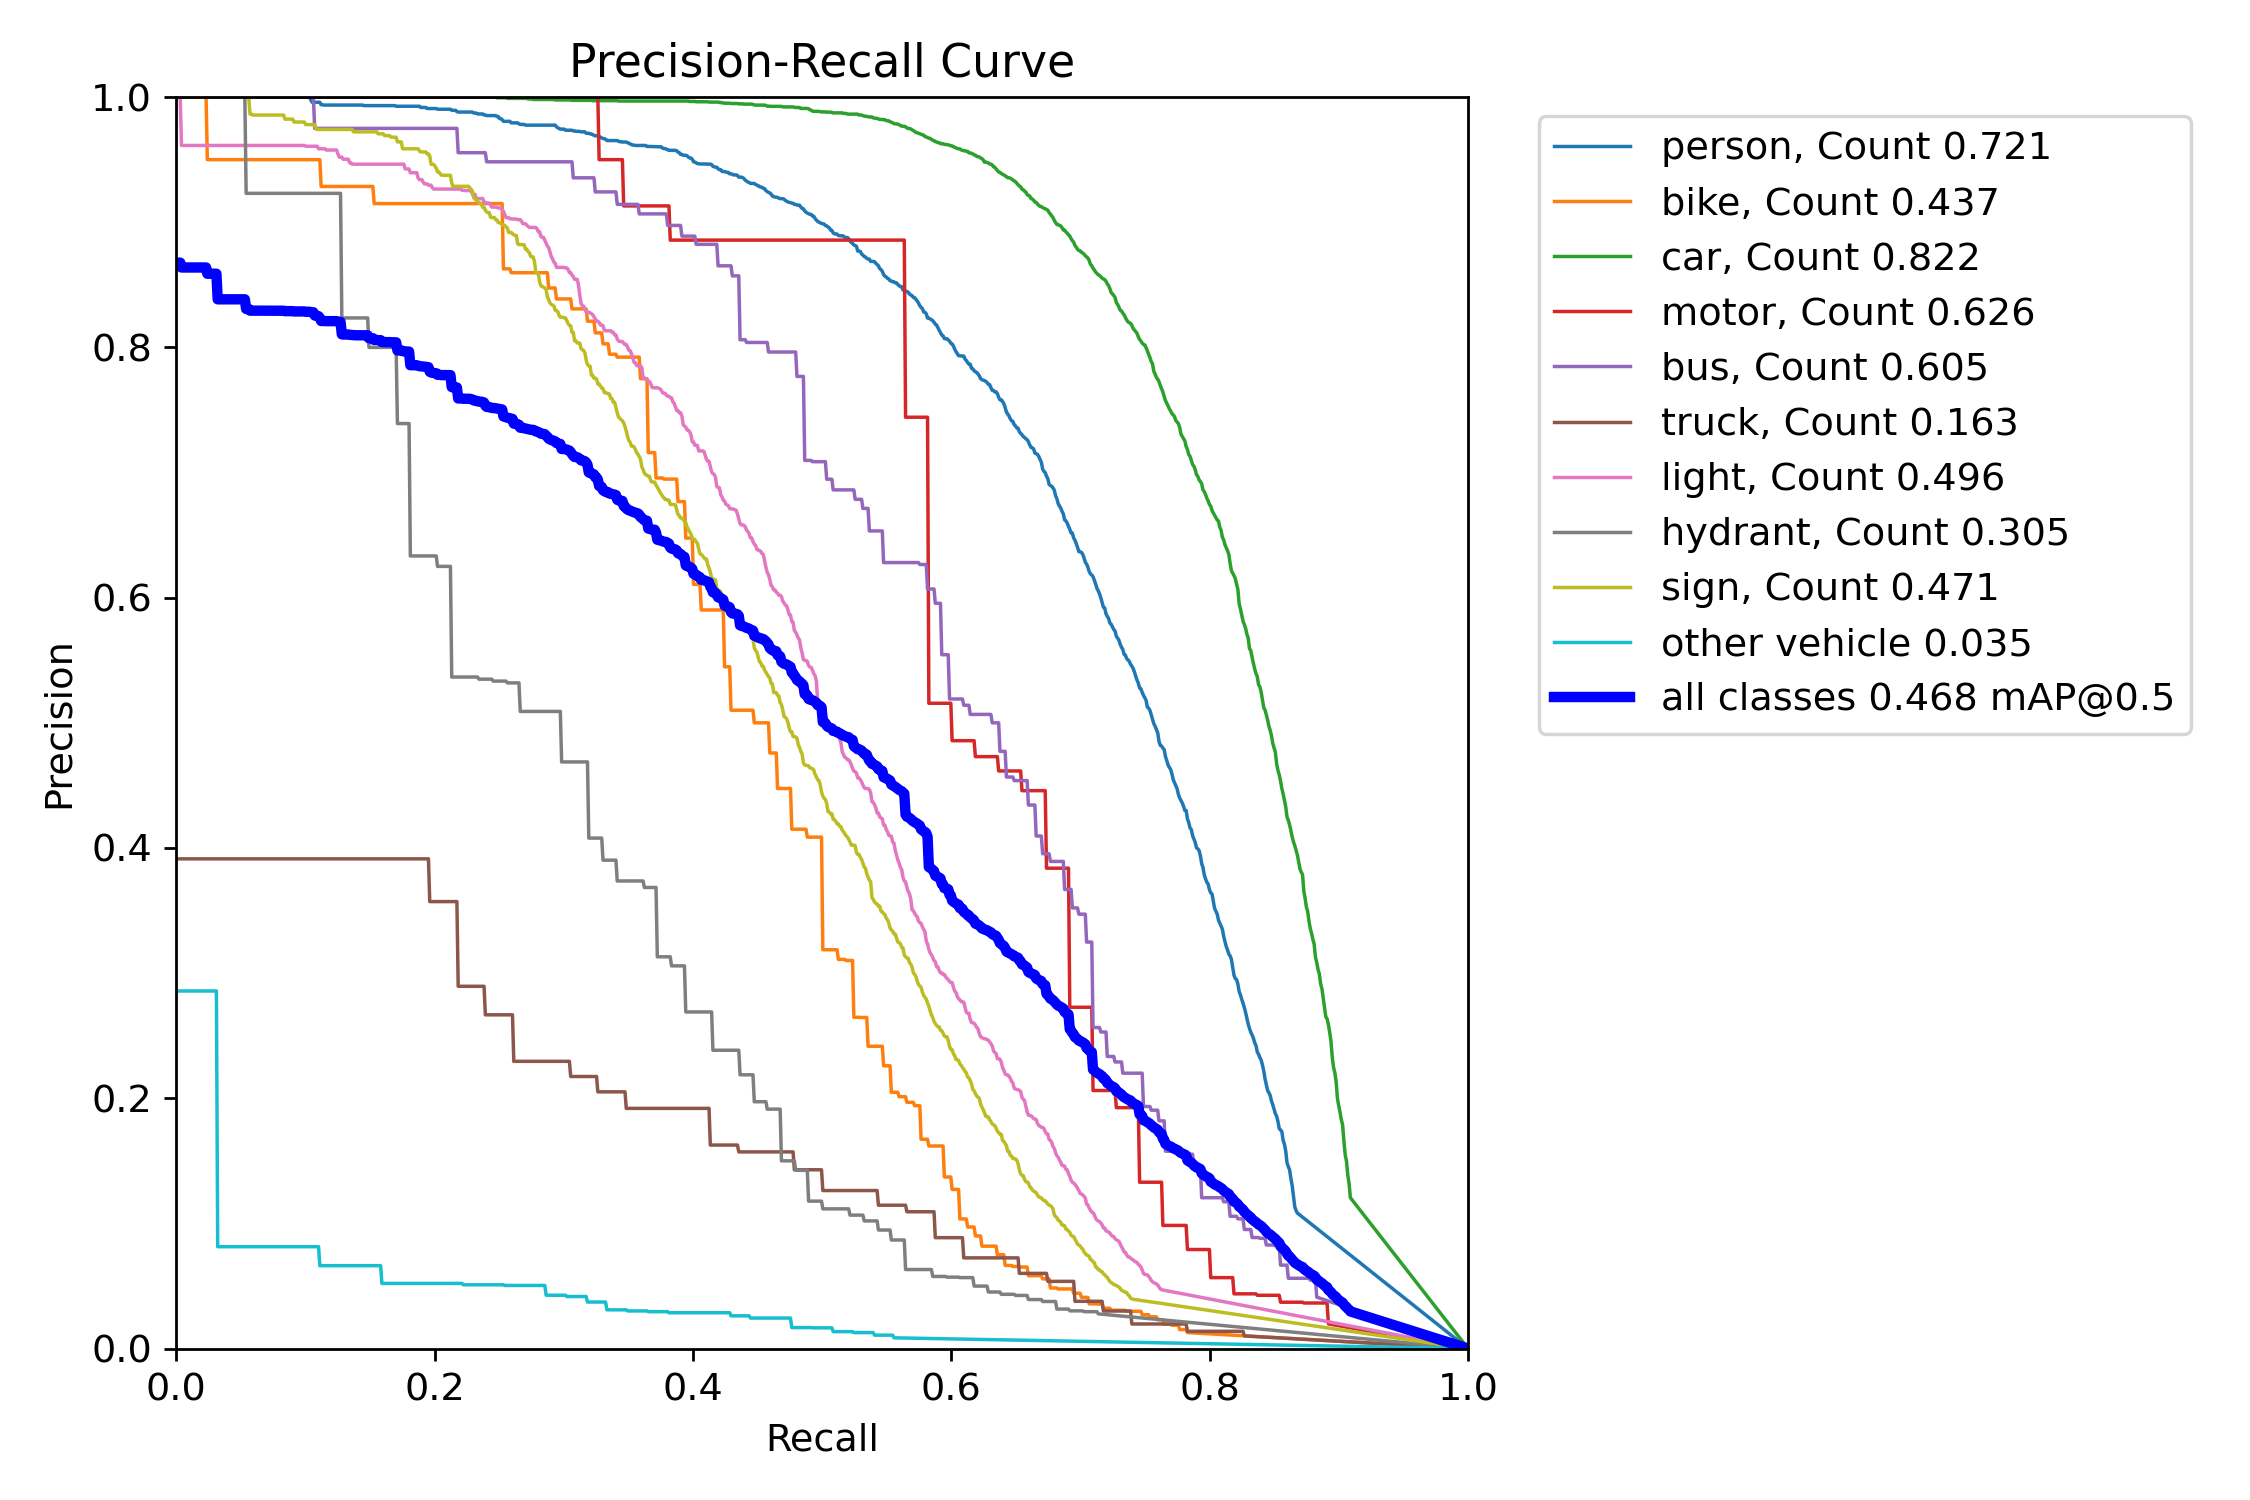 Precision-Recall Curve
1.0
0.8
0.6
0.4
0.2
0.0
Precision
0.0 0.2 0.4 0.6 0.8 1.0
Recall
person, Count 0.721
bike, Count 0.437
car, Count 0.822
motor, Count 0.626
bus, Count 0.605
truck, Count 0.163
light, Count 0.496
hydrant, Count 0.305
sign, Count 0.471
other vehicle 0.035
all classes 0.468 mAP@0.5